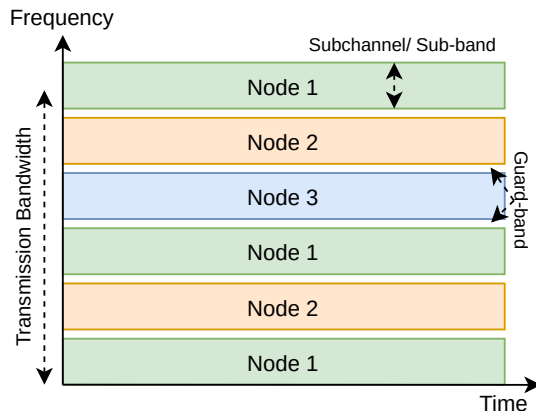 Frequency
Subchannel/ Sub-band
Node 1
Node 2
Node 3
Node 1
Node 2
Node 1
Transmission Bandwidth
Guard-band
Time